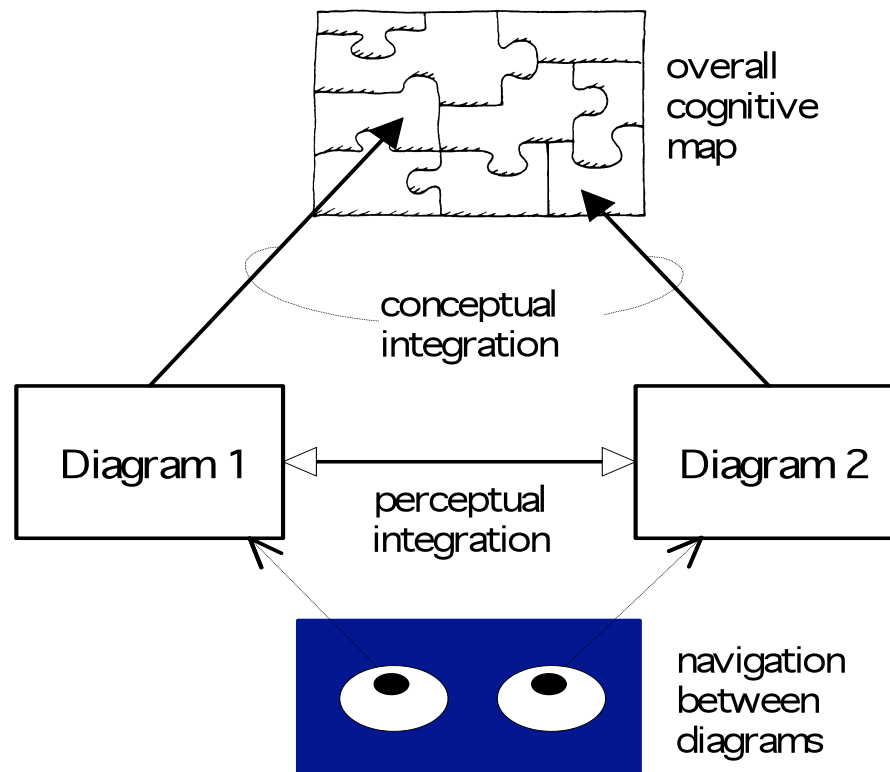 overall
cognitive
map
conceptual
integration
Diagram 1
Diagram 2
perceptual
integration
navigation
between
diagrams